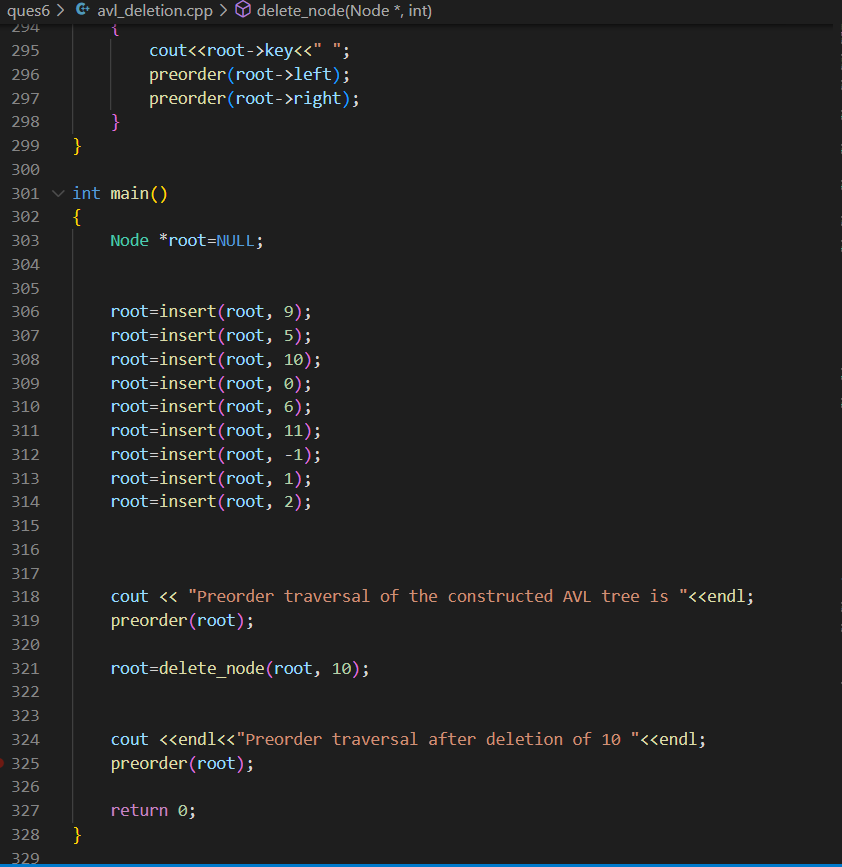 ques6 > avl_deletion.cpp > delete_node(Node *, int)
294 {
295 cout<<root->key<<" ";
296 preorder(root->left);
297 preorder(root->right);
298 }
299 }
300
301 int main()
302 {
303 Node *root=NULL;
304
305
306 root=insert(root, 9);
307 root=insert(root, 5);
308 root=insert(root, 10);
309 root=insert(root, 0);
310 root=insert(root, 6);
311 root=insert(root, 11);
312 root=insert(root, -1);
313 root=insert(root, 1);
314 root=insert(root, 2);
315
316
317
318 cout << "Preorder traversal of the constructed AVL tree is "<<endl;
319 preorder(root);
320
321 root=delete_node(root, 10);
322
323
324 cout <<endl<<"Preorder traversal after deletion of 10 "<<endl;
325 preorder(root);
326
327 return 0;
328 }
329